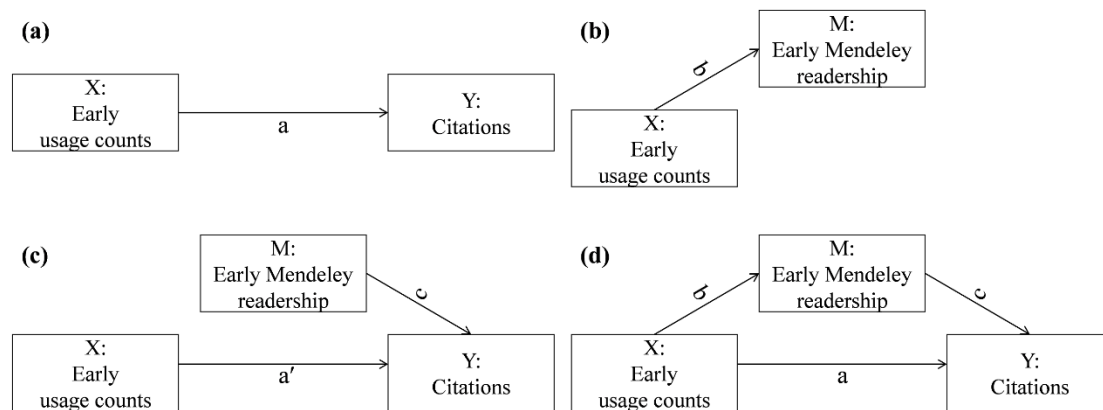 (a)
X:
Early
usage counts
a
Y:
Citations
(b)
M:
Early Mendeley
readership
b
X:
Early
usage counts
(c)
M:
Early Mendeley
readership
c
X:
Early
usage counts
a′
Y:
Citations
(d)
M:
Early Mendeley
readership
b
c
X:
Early
usage counts
a
Y:
Citations